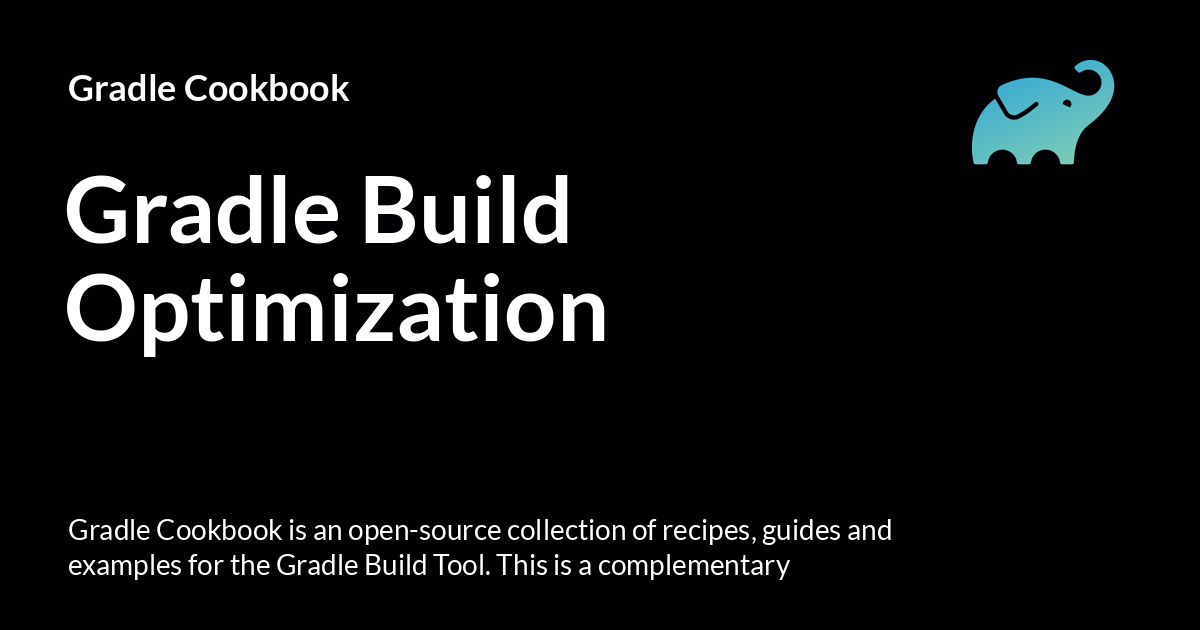 Gradle Cookbook
Gradle Build
Optimization
Gradle Cookbook is an open-source collection of recipes, guides and
examples for the Gradle Build Tool. This is a complementary